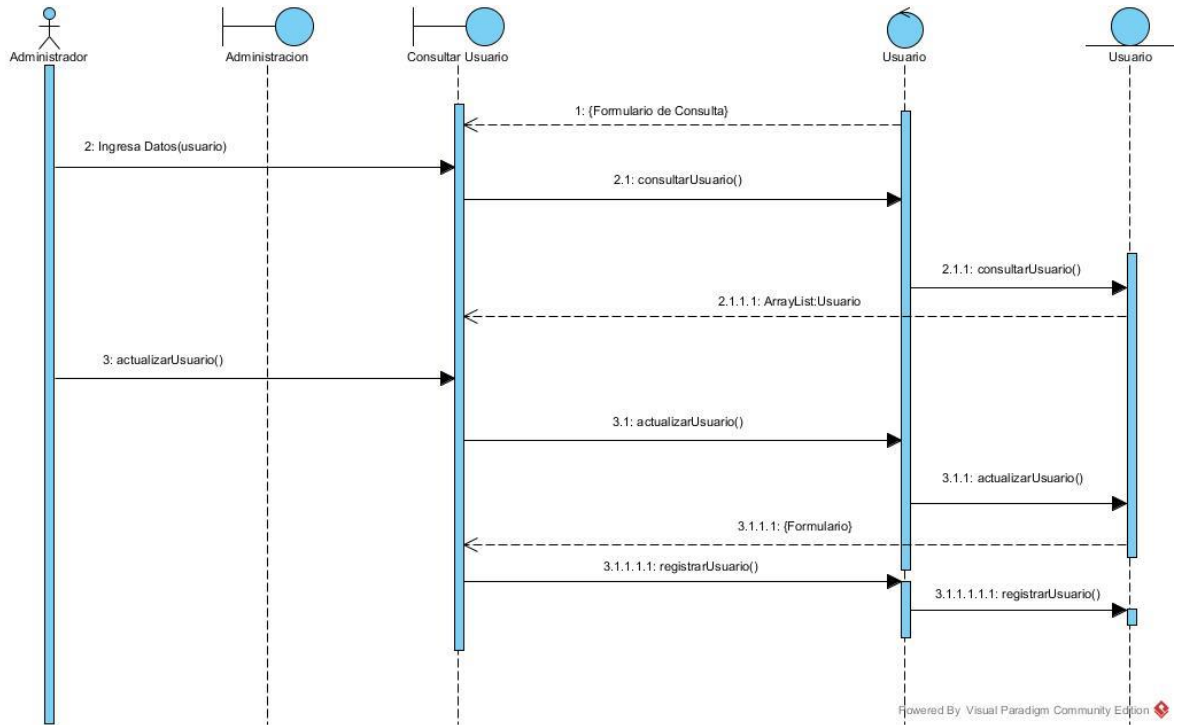 Administrador
Administracion
Consultar Usuario
Usuario
Usuario
1: {Formulario de Consulta}
2: Ingresa Datos(usuario)
2.1: consultarUsuario()
2.1.1: consultarUsuario()
2.1.1.1: ArrayList:Usuario
3: actualizarUsuario()
3.1: actualizarUsuario()
3.1.1: actualizarUsuario()
3.1.1.1: {Formulario}
3.1.1.1.1: registrarUsuario()
3.1.1.1.1.1: registrarUsuario()
Powered By Visual Paradigm Community Edition